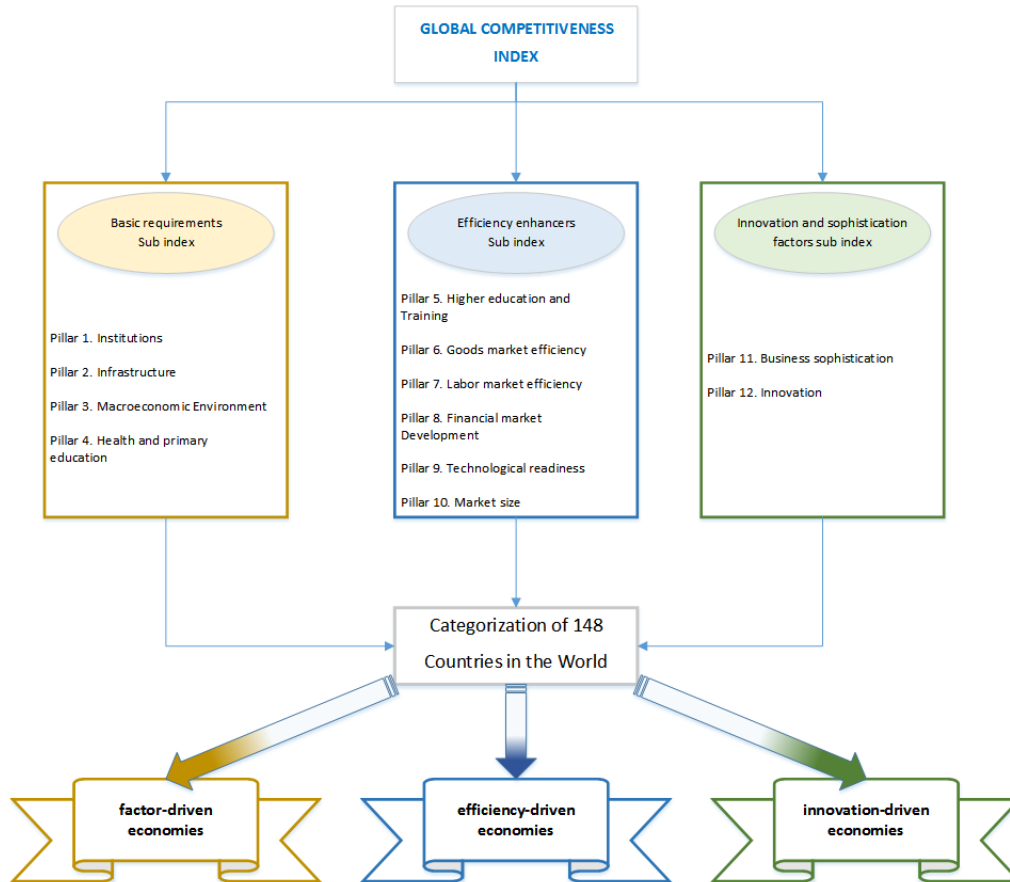 GLOBAL COMPETITIVENESS
INDEX
Basic requirements
Sub index
Pillar 1. Institutions
Pillar 2. Infrastructure
Pillar 3. Macroeconomic Environment
Pillar 4. Health and primary
education
Efficiency enhancers
Sub index
Pillar 5. Higher education and
Training
Pillar 6. Goods market efficiency
Pillar 7. Labor market efficiency
Pillar 8. Financial market
Development
Pillar 9. Technological readiness
Pillar 10. Market size
Innovation and sophistication
factors sub index
Pillar 11. Business sophistication
Pillar 12. Innovation
Categorization of 148
Countries in the World
factor-driven
economies
efficiency-driven
economies
innovation-driven
economies